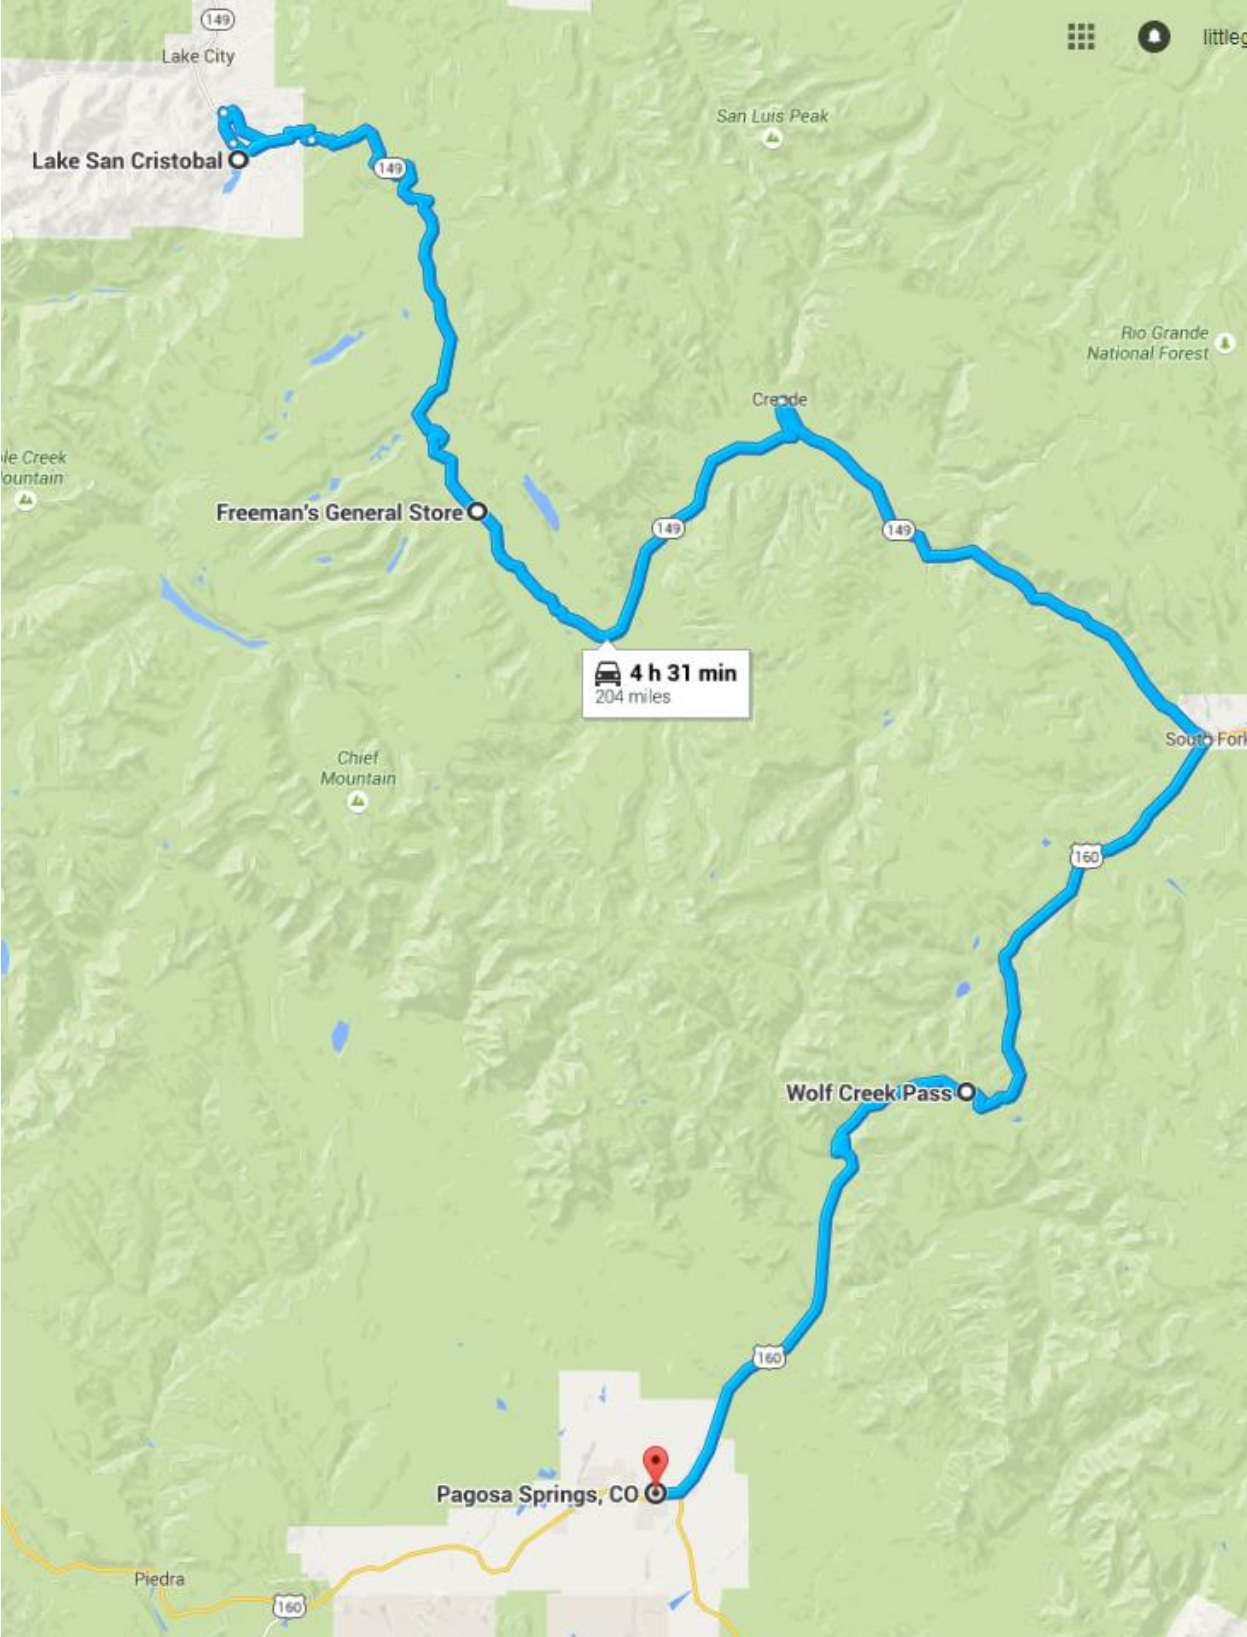 149
Lake City
littleg
San Luis Peak
Lake San Cristobal
149
Rio Grande
National Forest
Creede
le Creek
ountain
Freeman's General Store
149
149
4 h 31 min
204 miles
South Fork
Chief
Mountain
160
Wolf Creek Pass
160
Pagosa Springs, CO
Piedra
160